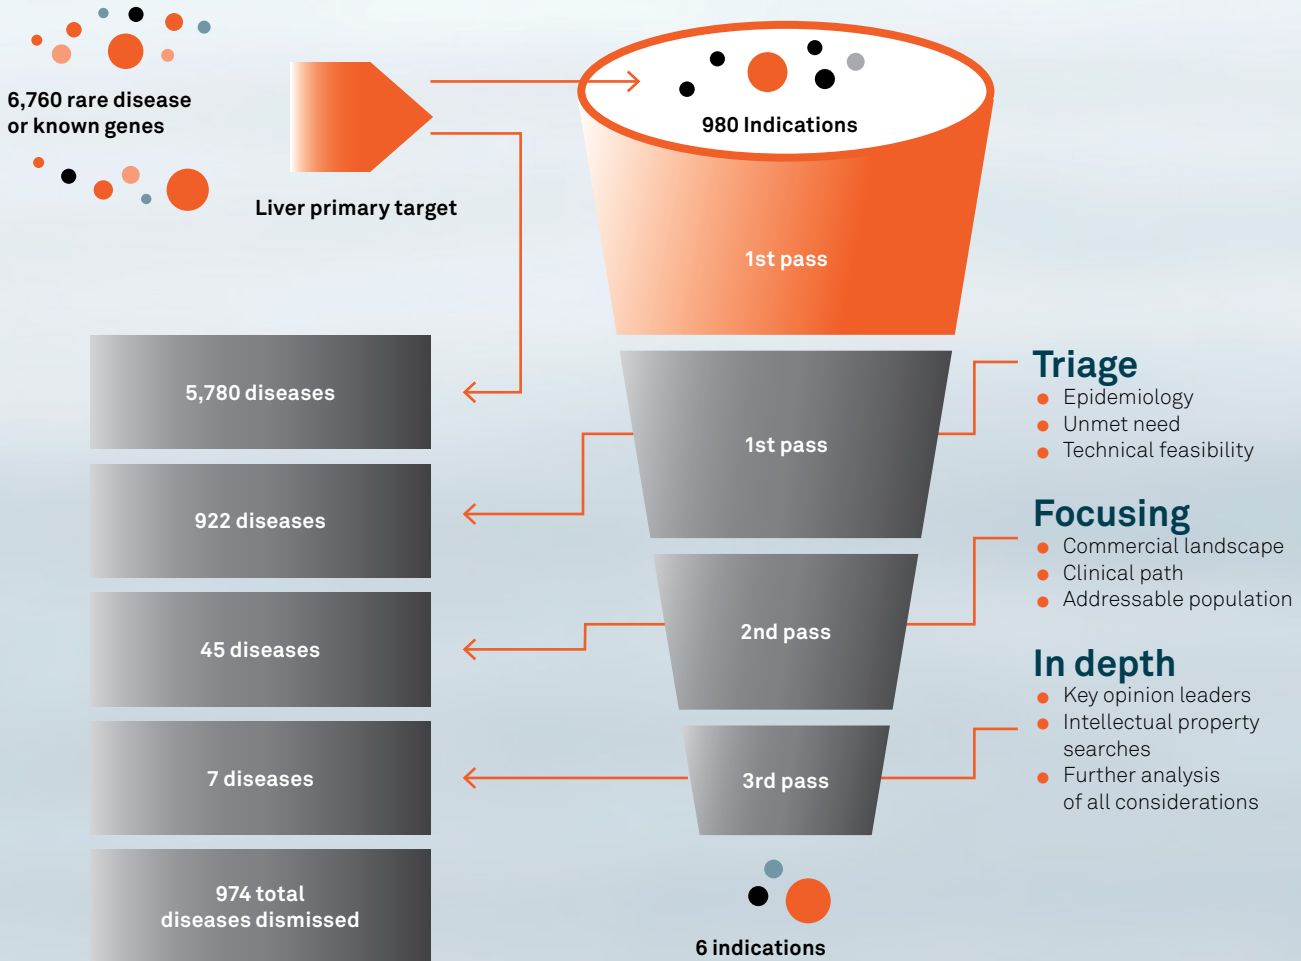 6,760 rare disease
or known genes
Liver primary target
980 Indications
1st pass
5,780 diseases
922 diseases
45 diseases
7 diseases
974 total
diseases dismissed
1st pass
2nd pass
3rd pass
6 indications
Triage
Epidemiology
Unmet need
Technical feasibility
Focusing
Commercial landscape
Clinical path
Addressable population
In depth
Key opinion leaders
Intellectual property
searches
Further analysis
of all considerations